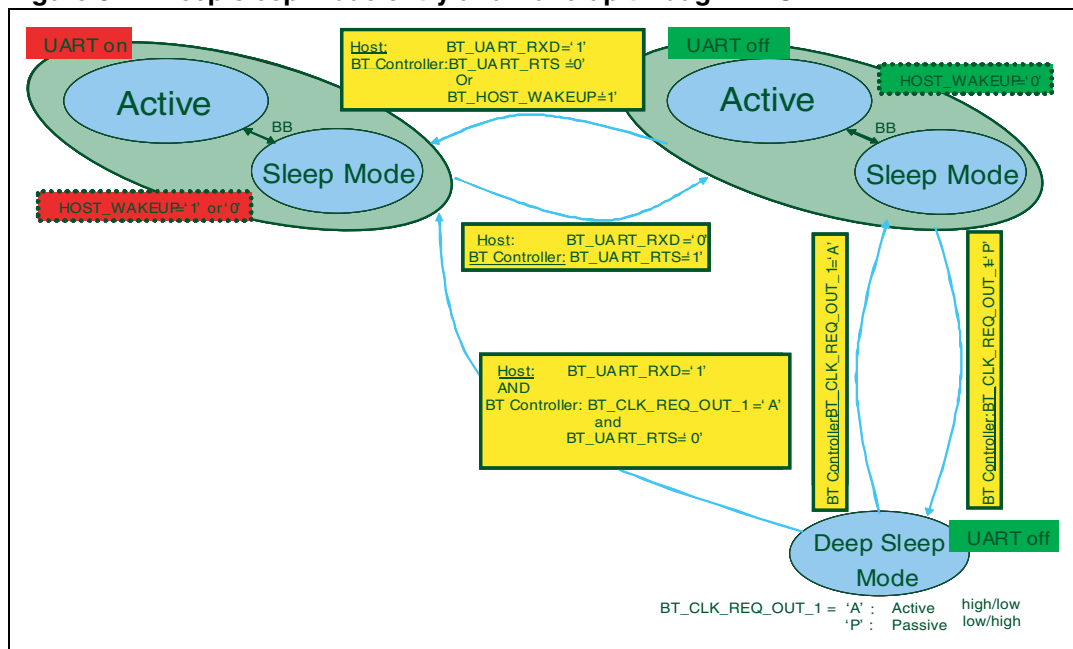 UART on
Active
BB
Sleep Mode
HOST_WAKEUP='1' or '0'
Host: BT_UART_RXD='1'
BT Controller:BT_UART_RTS='0'
Or
BT_HOST_WAKEUP='1'
UART off
Active
HOST_WAKEUP='0'
BB
Sleep Mode
Host: BT_UART_RXD='0'
BT Controller: BT_UART_RTS='1'
Host: BT_UART_RXD='1'
AND
BT Controller: BT_CLK_REQ_OUT_1='A'
and
BT_UART_RTS='0'
BT ControllerBT_CLK_REQ_OUT_1='A'
BT Controller:BT_CLK_REQ_OUT_1='P'
Deep Sleep
Mode
UART off
BT_CLK_REQ_OUT_1 = 'A' : Active high/low
'P' : Passive low/high